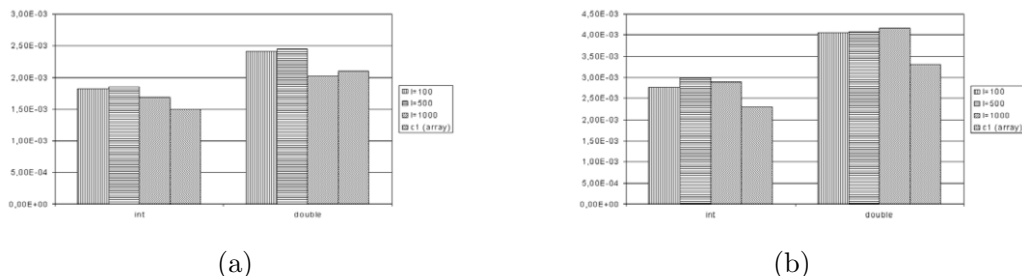 3,00E-03
2,50E-03
2,00E-03
1,50E-03
1,00E-03
5,00E-04
0,00E+00
int
double
l=100
l=500
l=1000
c1 (array)
(a)
4,50E-03
4,00E-03
3,50E-03
3,00E-03
2,50E-03
2,00E-03
1,50E-03
1,00E-03
5,00E-04
0,00E+00
int
double
l=100
l=500
l=1000
c1 (array)
(b)